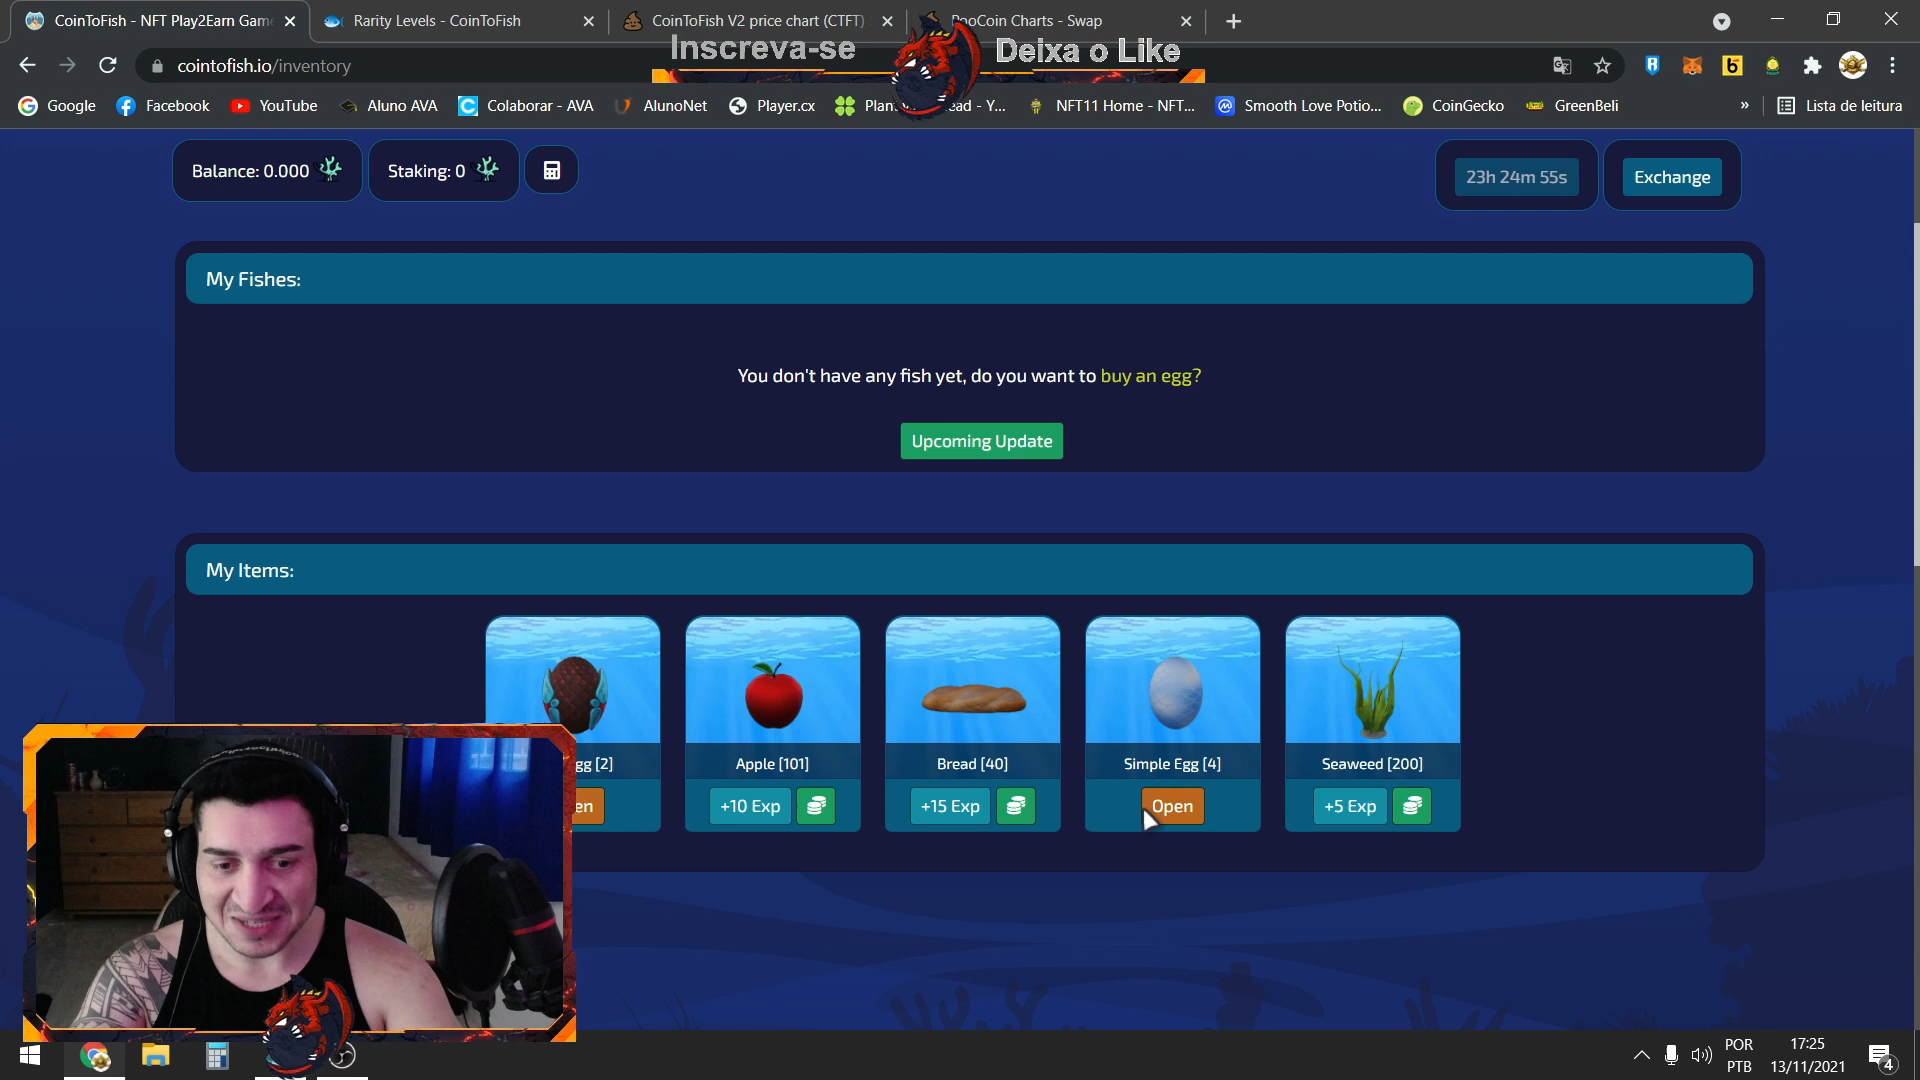 CoinToFish - NFT Play2Earn Game
Rarity Levels - CoinToFish
CoinToFish V2 price chart (CTFT)
PooCoin Charts - Swap
Inscreva-se
Deixa o Like
cointofish.io/inventory
Google
Facebook
YouTube
Aluno AVA
Colaborar - AVA
AlunoNet
Player.cx
NFT11 Home - NFT...
Smooth Love Potio...
CoinGecko
GreenBeli
»
Lista de leitura
Balance: 0.000
Staking: 0
23h 24m 55s
Exchange
My Fishes:
You don't have any fish yet, do you want to buy an egg?
Upcoming Update
My Items:
[2]
Apple [101]
Bread [40]
Simple Egg [4]
Seaweed [200]
+10 Exp
+15 Exp
Open
+5 Exp
POR
PTB
17:25
13/11/2021
4